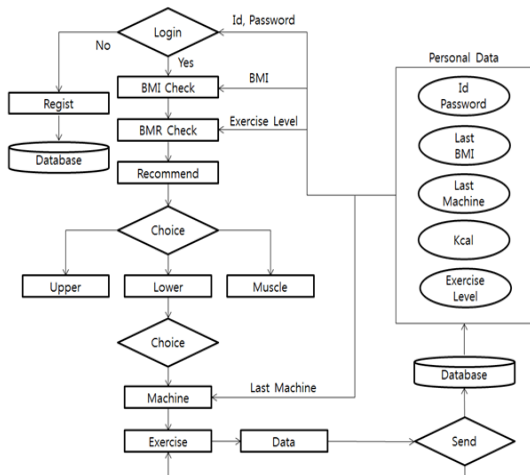 Login
Id, Password
No
Yes
Personal Data
BMI Check
BMI
Id
Password
Regist
BMR Check
Exercise Level
Database
Last
BMI
Recommend
Last
Machine
Choice
Kcal
Upper
Lower
Muscle
Exercise
Level
Choice
Database
Machine
Last Machine
Exercise
Data
Send